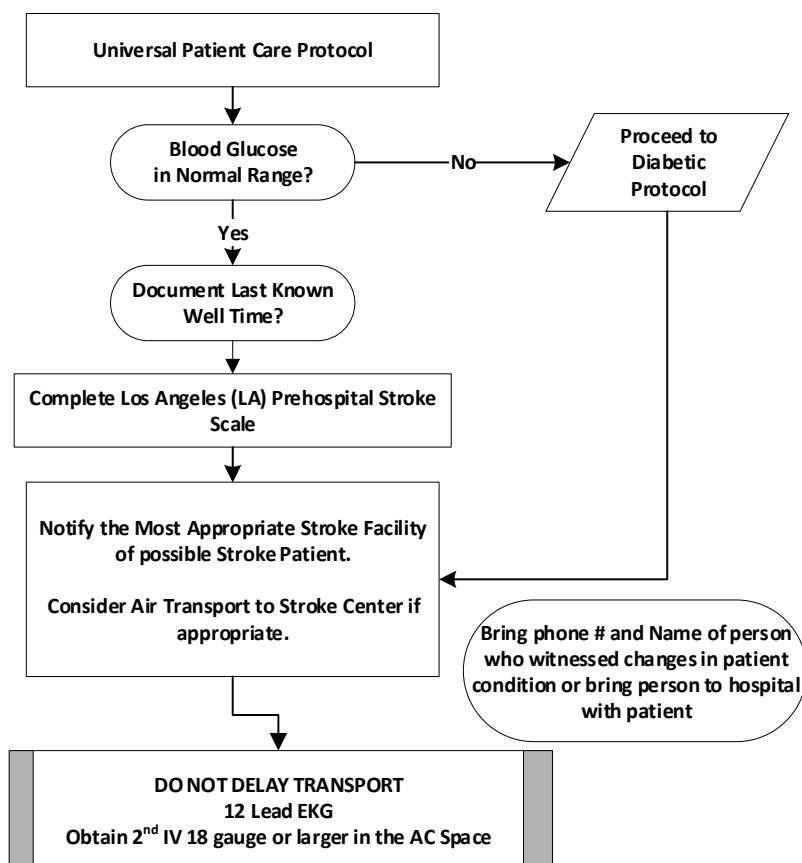 Universal Patient Care Protocol
Blood Glucose
in Normal Range?
No
Proceed to
Diabetic
Protocol
Yes
Document Last Known
Well Time?
Complete Los Angeles (LA) Prehospital Stroke
Scale
Notify the Most Appropriate Stroke Facility
of possible Stroke Patient.
Consider Air Transport to Stroke Center if
appropriate.
Bring phone # and Name of person
who witnessed changes in patient
condition or bring person to hospital
with patient
DO NOT DELAY TRANSPORT
12 Lead EKG
Obtain 2nd IV 18 gauge or larger in the AC Space